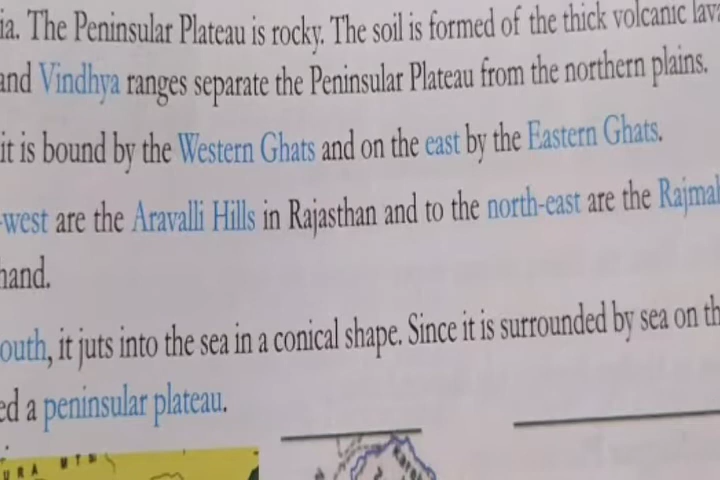 ia. The Peninsular Plateau is rocky. The soil is formed of the thick volcanic lava
and Vindhya ranges separate the Peninsular Plateau from the northern plains.
it is bound by the Western Ghats and on the east by the Eastern Ghats.
-west are the Aravalli Hills in Rajasthan and to the north-east are the Rajmal
hand.
outh, it juts into the sea in a conical shape. Since it is surrounded by sea on th
ed a peninsular plateau.
URA MTS